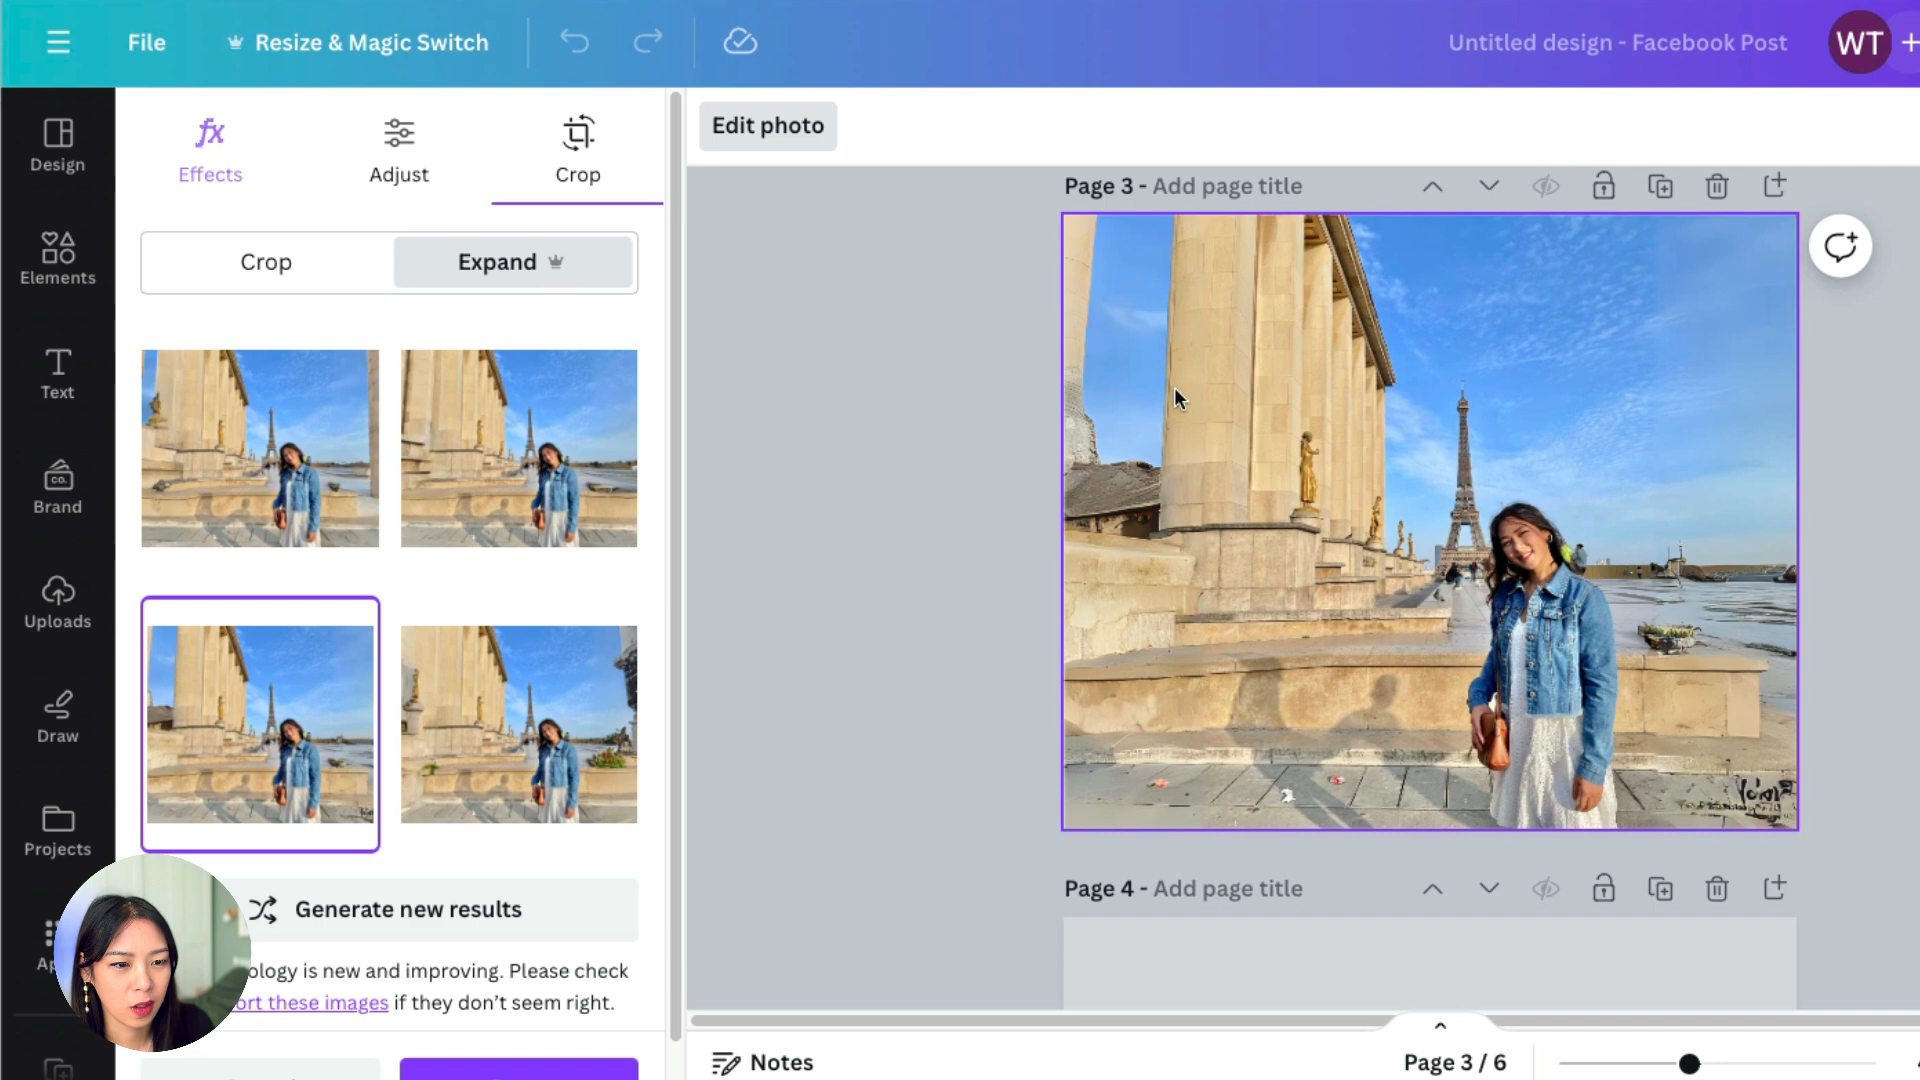 File
Resize & Magic Switch
Untitled design - Facebook Post
WT
Design
Elements
Text
Brand
co.
Uploads
Draw
Projects
fx
Effects
Adjust
Crop
Crop
Expand
Generate new results
ology is new and improving. Please check
ort these images if they don't seem right.
Edit photo
Page 3 - Add page title
Page 4 - Add page title
Notes
Page 3 / 6